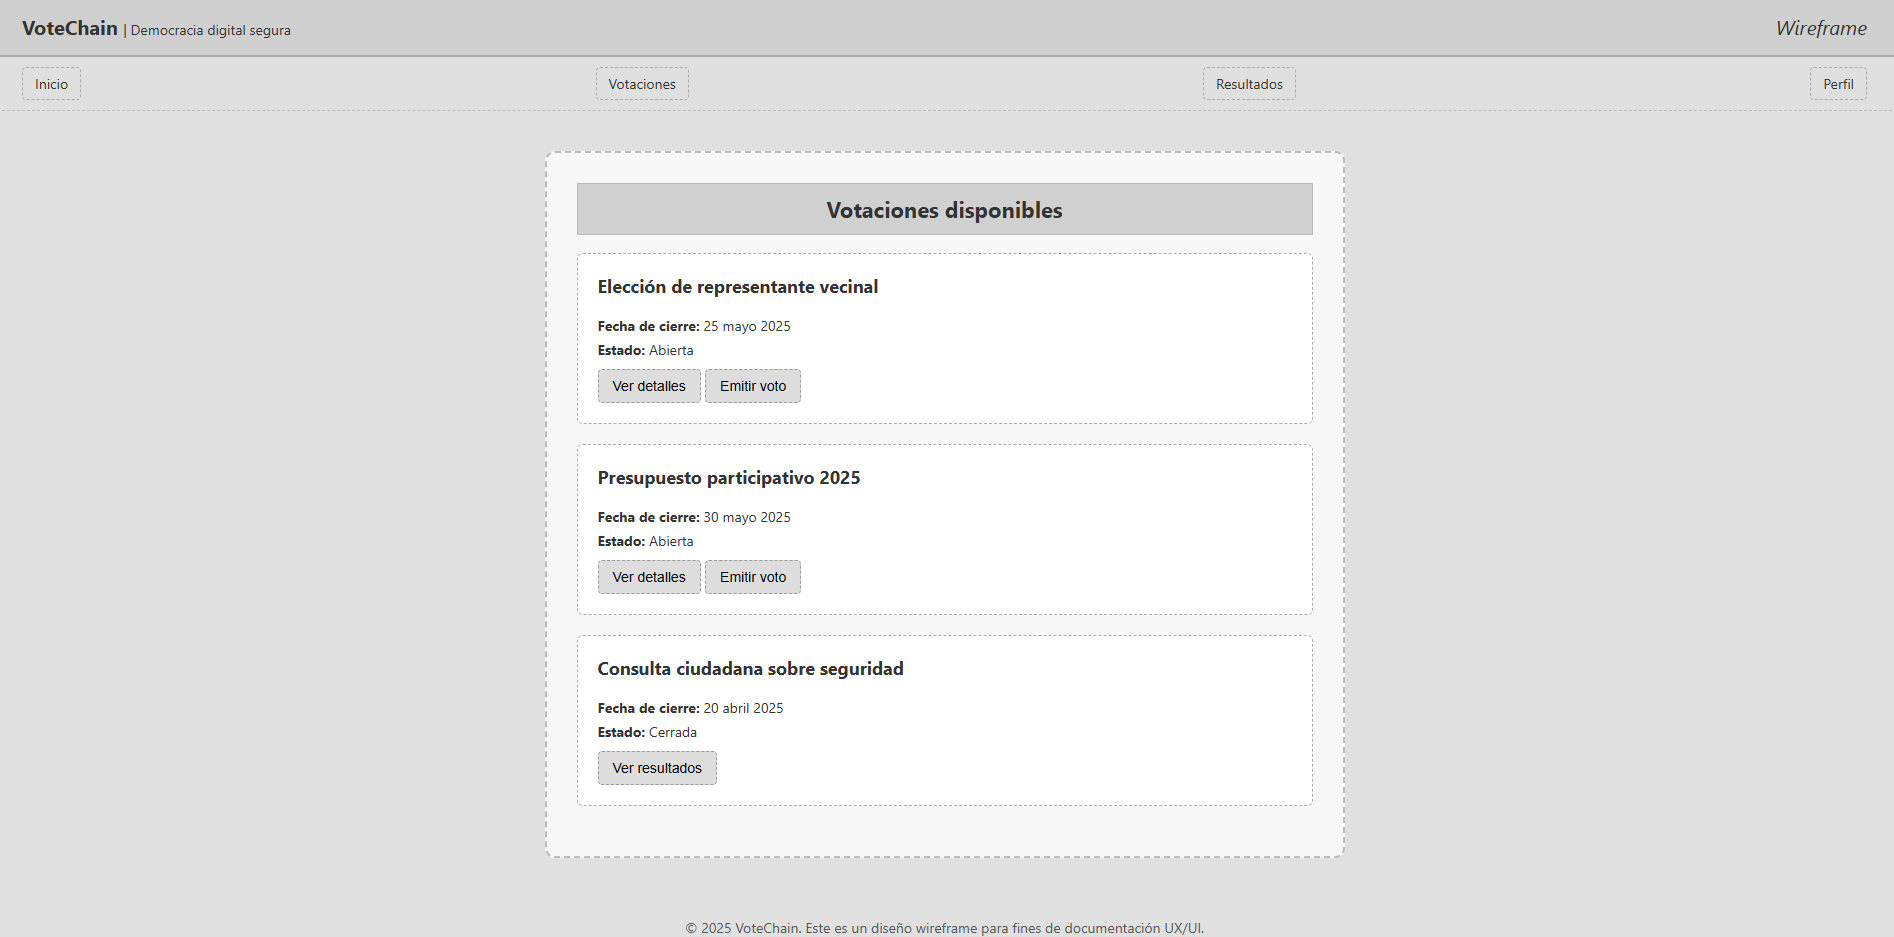 VoteChain | Democracia digital segura
Wireframe
Inicio
Votaciones
Resultados
Perfil
Votaciones disponibles
Elección de representante vecinal
Fecha de cierre: 25 mayo 2025
Estado: Abierta
Ver detalles
Emitir voto
Presupuesto participativo 2025
Fecha de cierre: 30 mayo 2025
Estado: Abierta
Ver detalles
Emitir voto
Consulta ciudadana sobre seguridad
Fecha de cierre: 20 abril 2025
Estado: Cerrada
Ver resultados
© 2025 VoteChain. Este es un diseño wireframe para fines de documentación UX/UI.